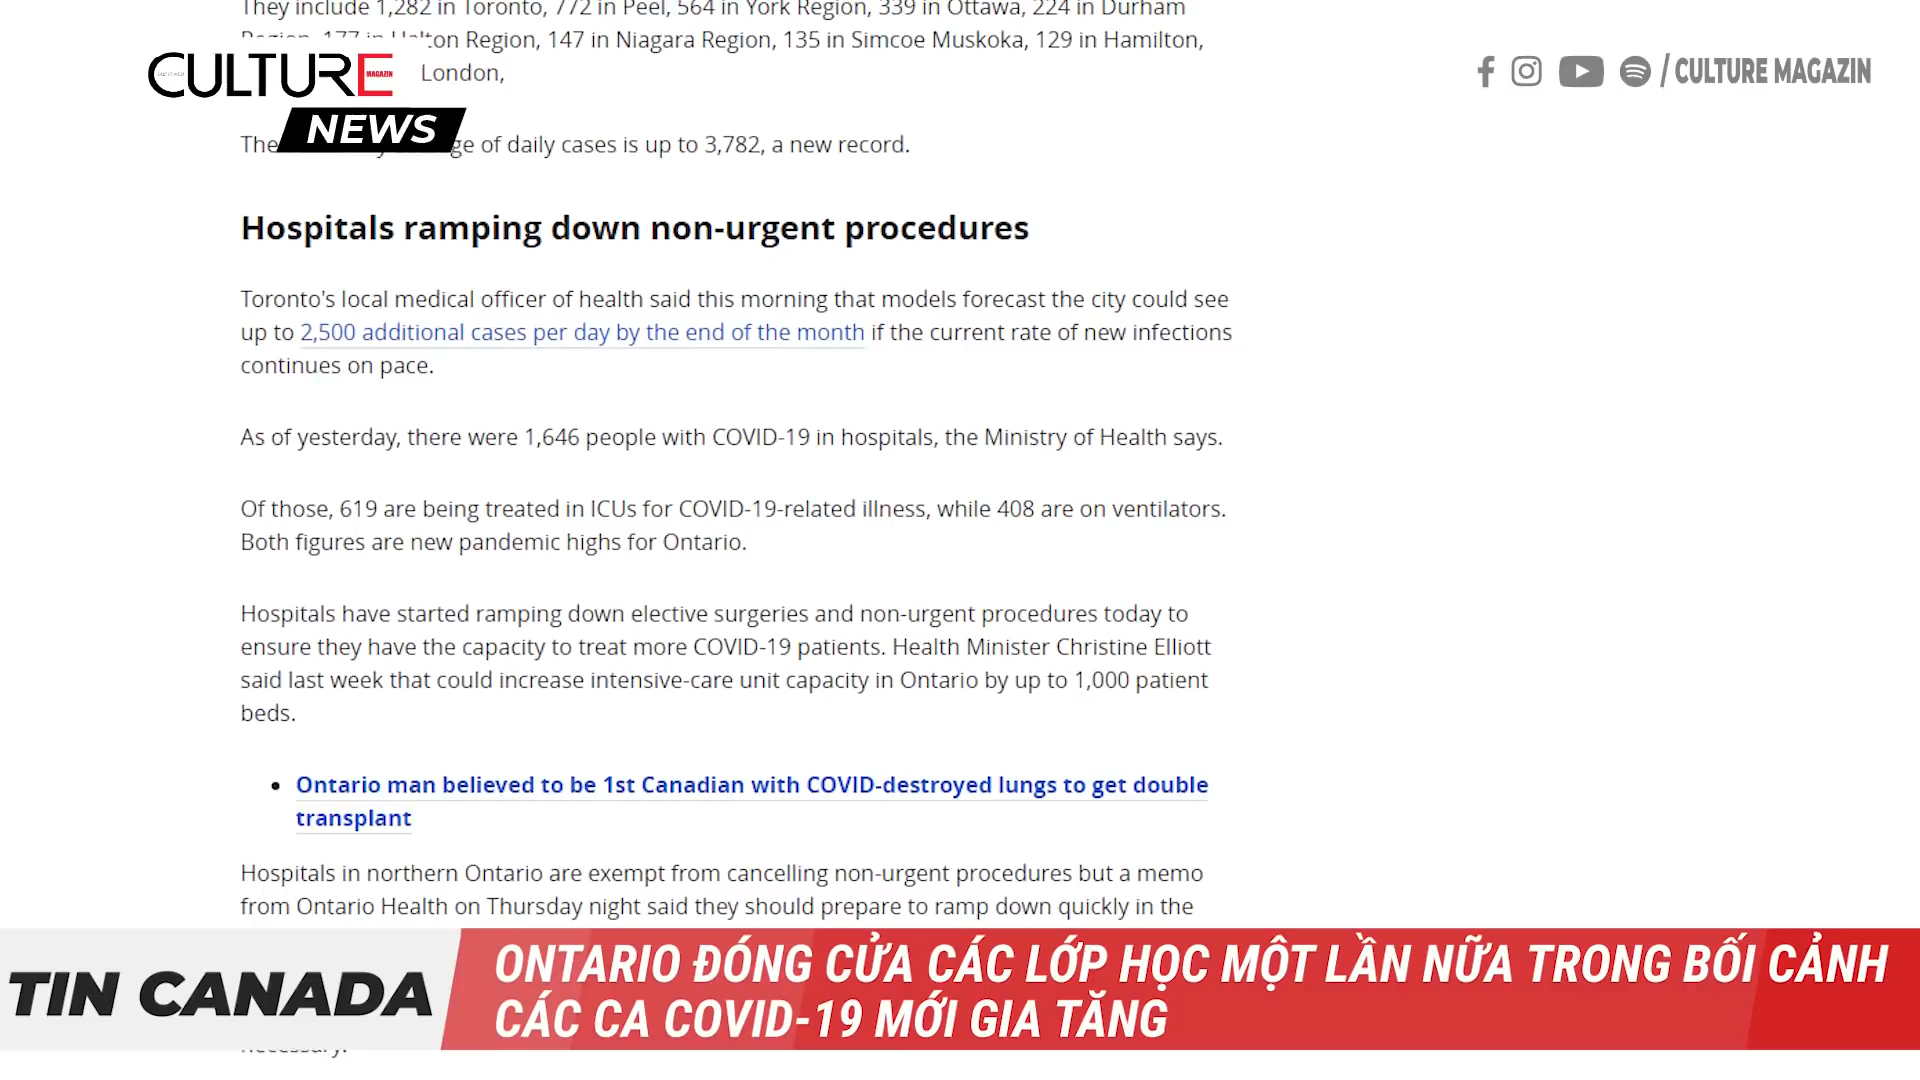 They include 1,282 in Toronto, 772 in Peel, 564 in York Region, 339 in Ottawa, 224 in Durham
Region, 177 in Halton Region, 147 in Niagara Region, 135 in Simcoe Muskoka, 129 in Hamilton,
London,
CULTURE
MAGAZIN
NEWS
/ CULTURE MAGAZIN
The
of daily cases is up to 3,782, a new record.
Hospitals ramping down non-urgent procedures
Toronto's local medical officer of health said this morning that models forecast the city could see
up to 2,500 additional cases per day by the end of the month if the current rate of new infections
continues on pace.
As of yesterday, there were 1,646 people with COVID-19 in hospitals, the Ministry of Health says.
Of those, 619 are being treated in ICUs for COVID-19-related illness, while 408 are on ventilators.
Both figures are new pandemic highs for Ontario.
Hospitals have started ramping down elective surgeries and non-urgent procedures today to
ensure they have the capacity to treat more COVID-19 patients. Health Minister Christine Elliott
said last week that could increase intensive-care unit capacity in Ontario by up to 1,000 patient
beds.
• Ontario man believed to be 1st Canadian with COVID-destroyed lungs to get double
transplant
Hospitals in northern Ontario are exempt from cancelling non-urgent procedures but a memo
from Ontario Health on Thursday night said they should prepare to ramp down quickly in the
TIN CANADA
ONTARIO ĐÓNG CỬA CÁC LỚP HỌC MỘT LẦN NỮA TRONG BỐI CẢNH
CÁC CA COVID-19 MỚI GIA TĂNG
necessary.